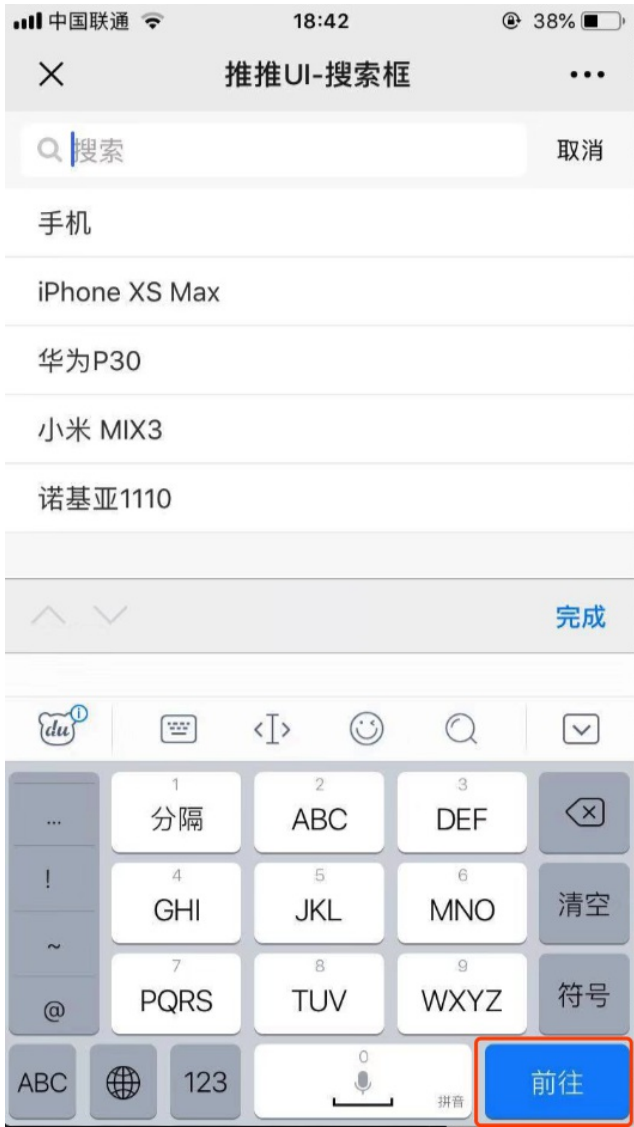 中国联通 18:42 38%
推推UI-搜索框
搜索 取消
手机
iPhone XS Max
华为P30
小米 MIX3
诺基亚1110
完成
du i
1 2 3
... 分隔 ABC DEF
! 4 5 6
GHI JKL MNO 清空
~ 7 8 9
@ PQRS TUV WXYZ 符号
ABC 123 0 拼音 前往